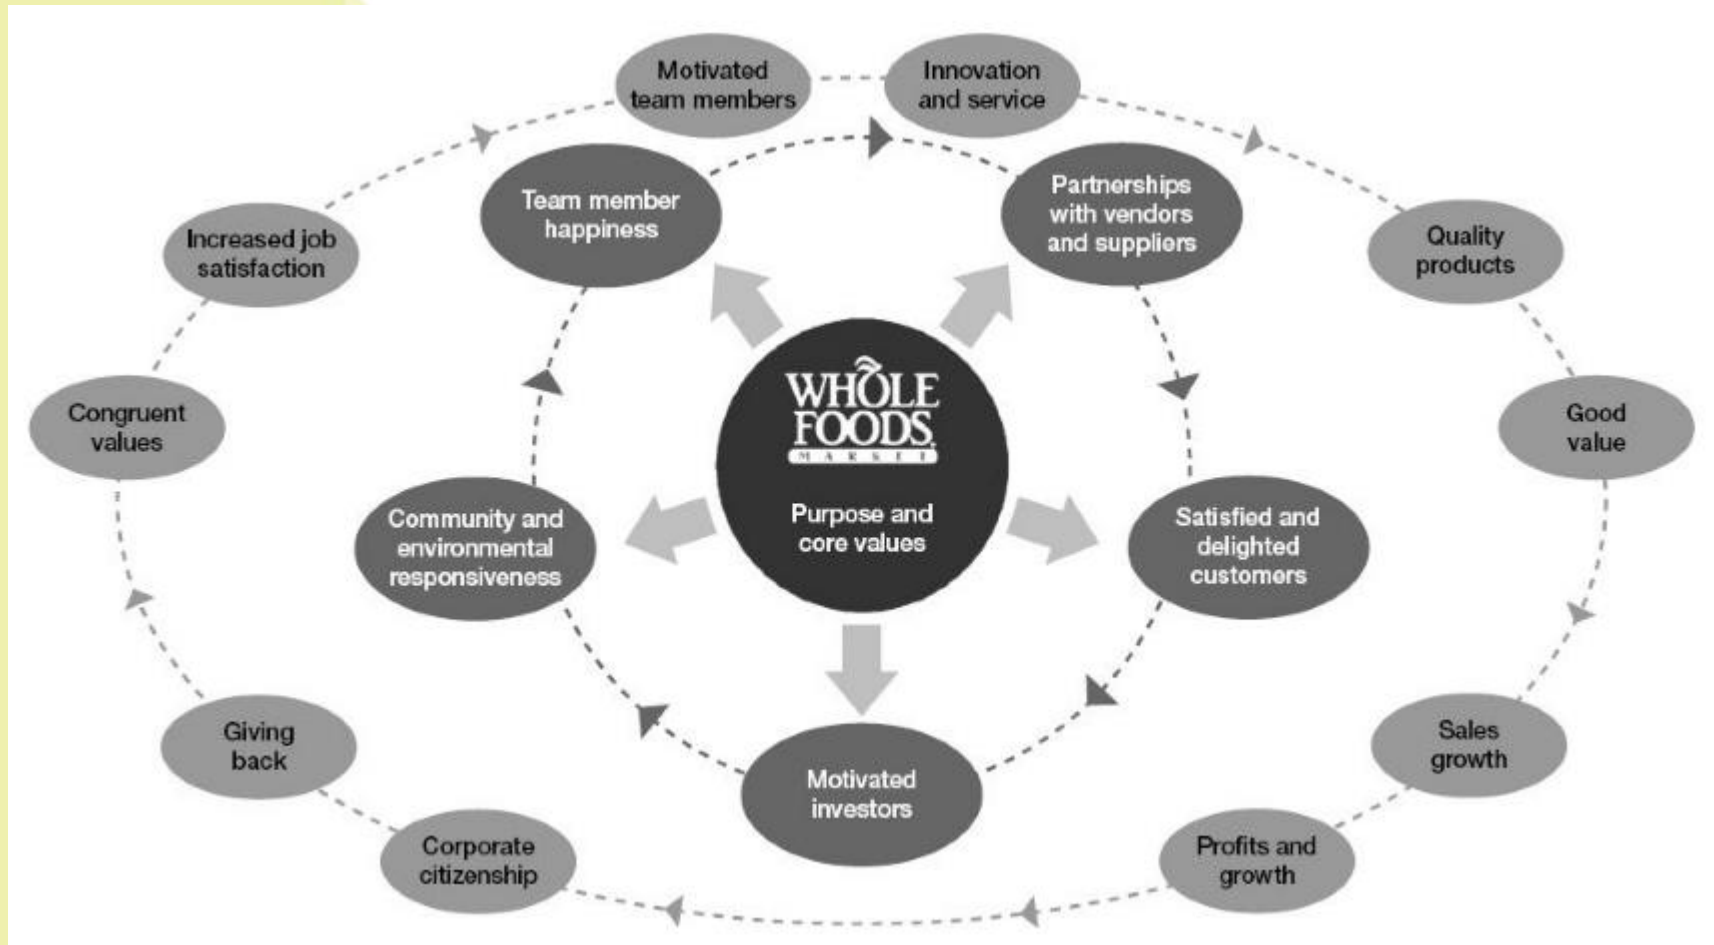 Motivated
team members
Innovation
and service
Team member
happiness
Partnerships
with vendors
and suppliers
Increased job
satisfaction
Quality
products
WHOLE
FOODS
MARKET
Purpose and
core values
Congruent
values
Good
value
Community and
environmental
responsiveness
Satisfied and
delighted
customers
Giving
back
Motivated
investors
Sales
growth
Corporate
citizenship
Profits and
growth